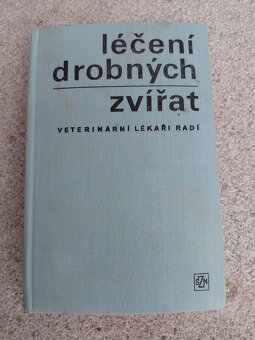 léčení
drobných
zvířat
VETERINÁRNÍ LÉKAŘI RADÍ
SZN